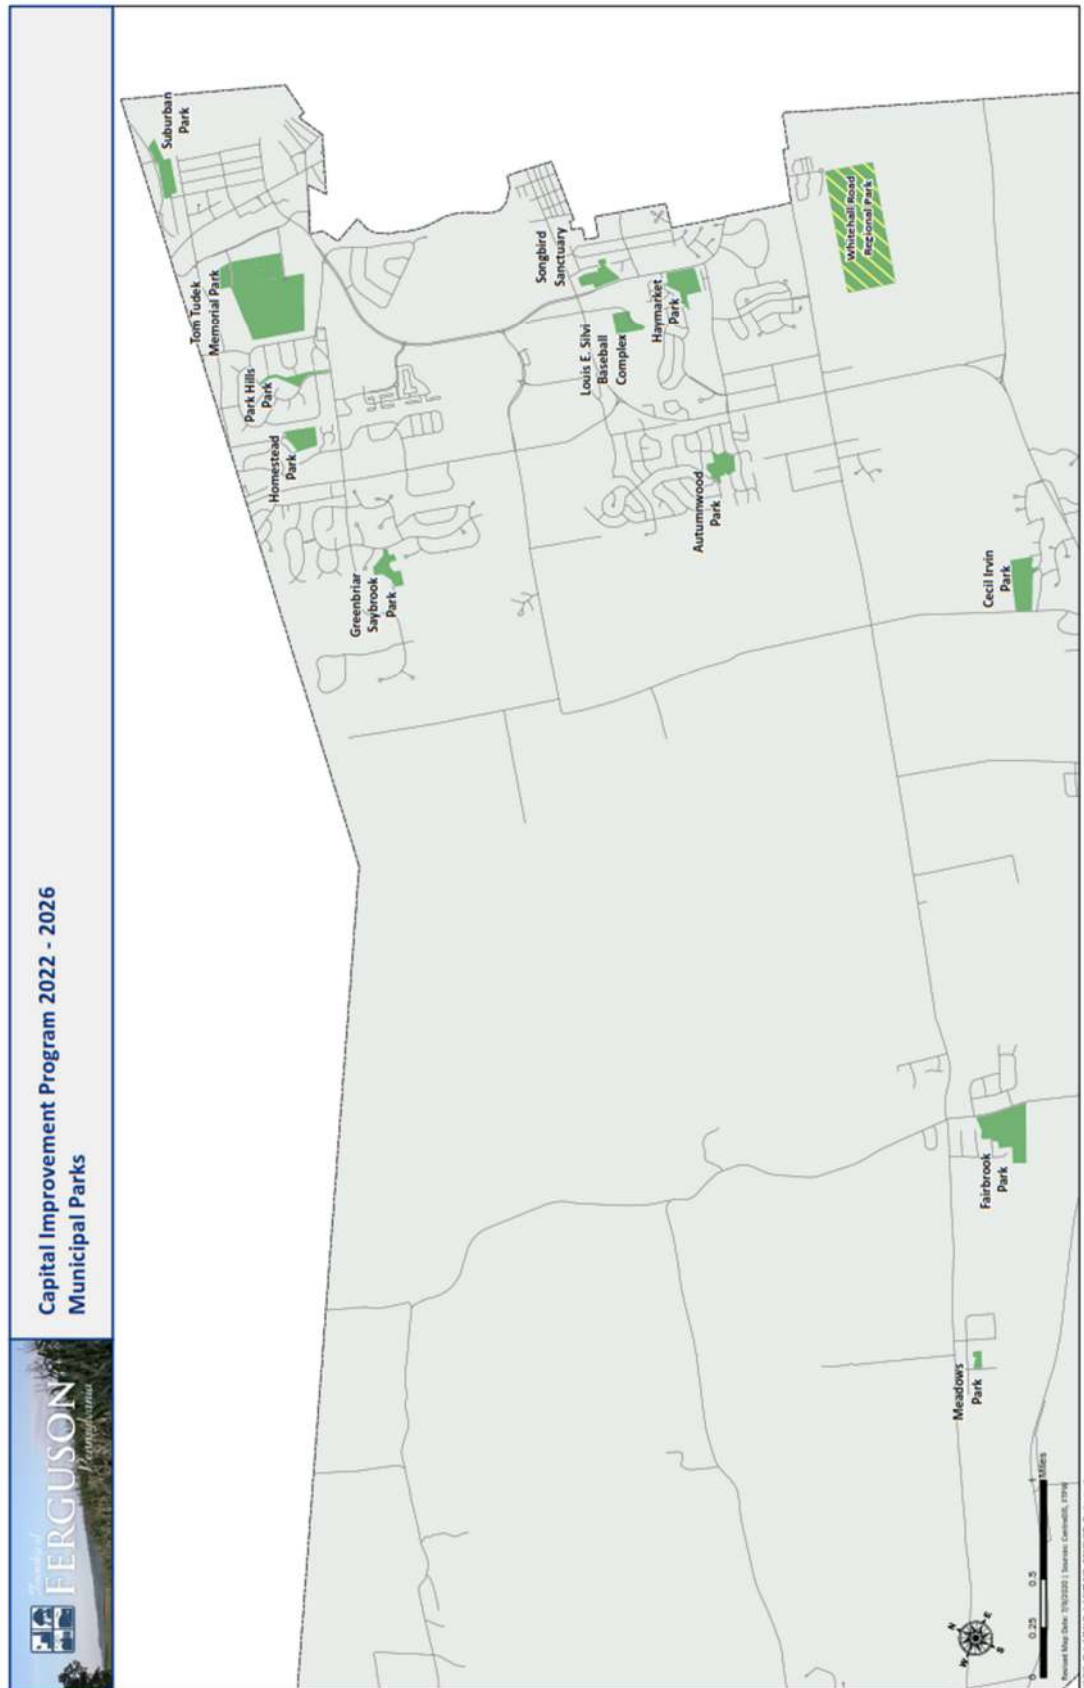 Township of
FERGUSON
Pennsylvania
Capital Improvement Program 2022 - 2026
Municipal Parks
Suburban
Park
Tom Tudek
Memorial Park
Park Hills
Park
Homestead
Park
Greenbriar
Saybrook
Park
Songbird
Sanctuary
Louis E. Silvi
Baseball
Complex
Haymarket
Park
Autumnwood
Park
Whitehall Road
Regional Park
Cecil Irvin
Park
Fairbrook
Park
Meadows
Park
N
E
S
W
0
0.25
0.5
1
Miles